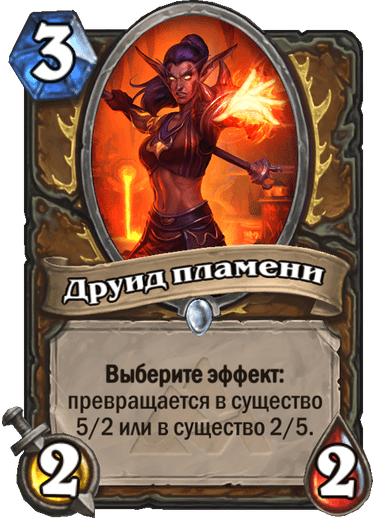 3
Друид пламени
Выберите эффект:
превращается в существо
5/2 или в существо 2/5.
2
2